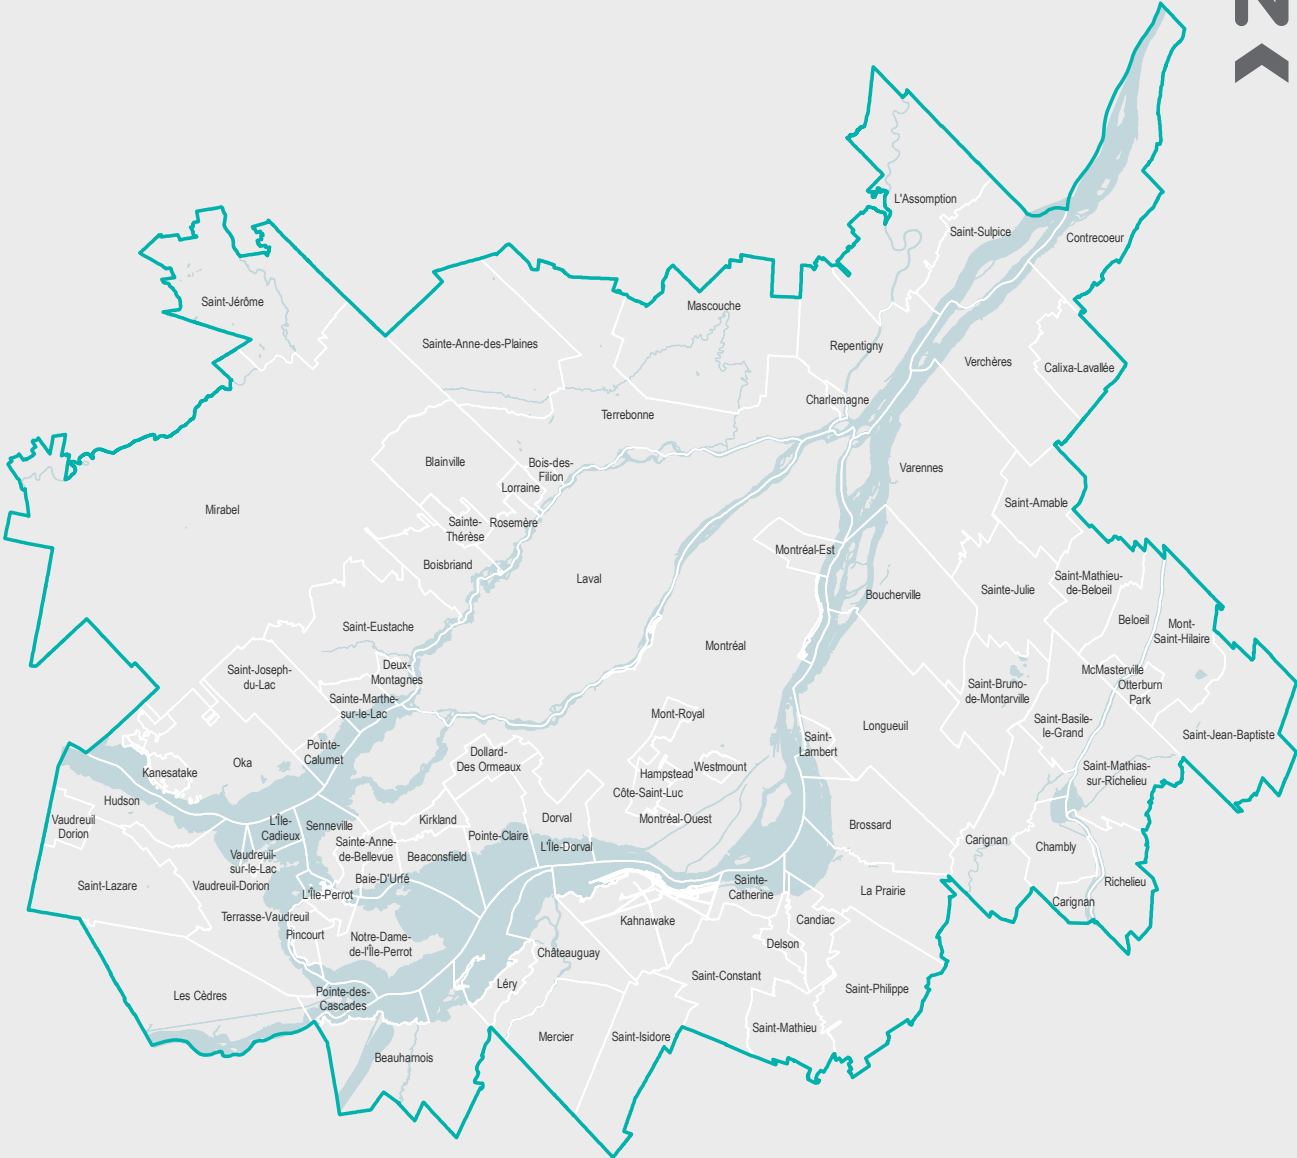 N
L'Assomption
Saint-Sulpice
Contrecoeur
Saint-Jérôme
Mascouche
Sainte-Anne-des-Plaines
Repentigny
Verchères
Calixa-Lavallée
Charlemagne
Terrebonne
Blainville
Bois-des-
Filion
Lorraine
Varennes
Saint-Amable
Mirabel
Sainte-
Thérèse
Rosemère
Montréal-Est
Boisbriand
Laval
Boucherville
Sainte-Julie
Saint-Mathieu-
de-Beloeil
Beloeil
Mont-
Saint-Hilaire
Saint-Eustache
Montréal
Deux-
Montagnes
Saint-Joseph-
du-Lac
McMasterville
Otterburn
Park
Saint-Bruno-
de-Montarville
Sainte-Marthe-
sur-le-Lac
Mont-Royal
Longueuil
Saint-Basile-
le-Grand
Saint-Jean-Baptiste
Saint-
Lambert
Pointe-
Calumet
Oka
Kanesatake
Dollard-
Des Ormeaux
Hampstead
Westmount
Côte-Saint-Luc
Saint-Mathias-
sur-Richelieu
Hudson
Vaudreuil
Dorion
L'Île-
Cadieux
Senneville
Kirkland
Pointe-Claire
Dorval
L'Île-Dorval
Montréal-Ouest
Brossard
Carignan
Chambly
Sainte-Anne-
de-Bellevue
Beaconsfield
Vaudreuil-
sur-le-Lac
Baie-D'Urfé
Saint-Lazare
Vaudreuil-Dorion
L'Île-Perrot
Sainte-
Catherine
La Prairie
Richelieu
Carignan
Terrasse-Vaudreuil
Pincourt
Notre-Dame-
de-l'Île-Perrot
Kahnawake
Candiac
Delson
Châteauguay
Léry
Saint-Constant
Saint-Philippe
Les Cèdres
Pointe-des-
Cascades
Mercier
Saint-Isidore
Saint-Mathieu
Beauharnois